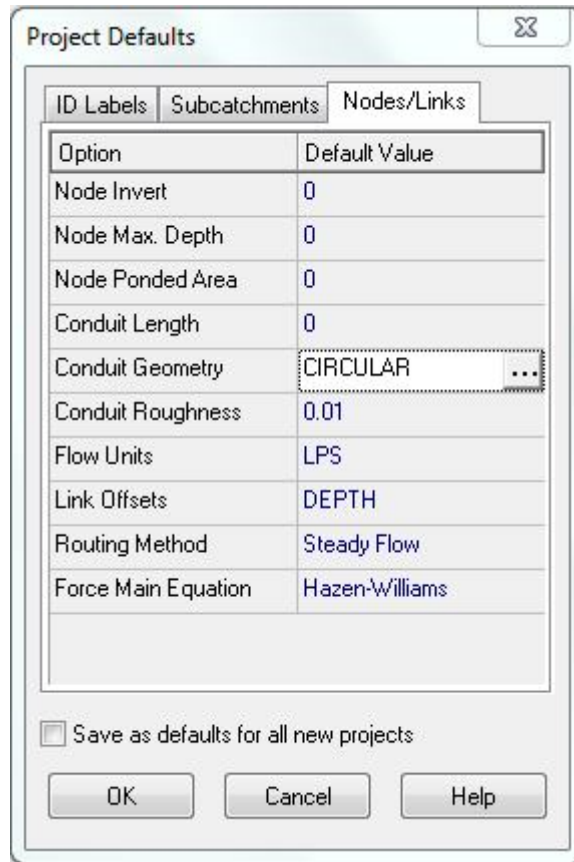 Project Defaults
ID Labels Subcatchments Nodes/Links
Option Default Value
Node Invert 0
Node Max. Depth 0
Node Ponded Area 0
Conduit Length 0
Conduit Geometry CIRCULAR ...
Conduit Roughness 0.01
Flow Units LPS
Link Offsets DEPTH
Routing Method Steady Flow
Force Main Equation Hazen-Williams
Save as defaults for all new projects
OK Cancel Help